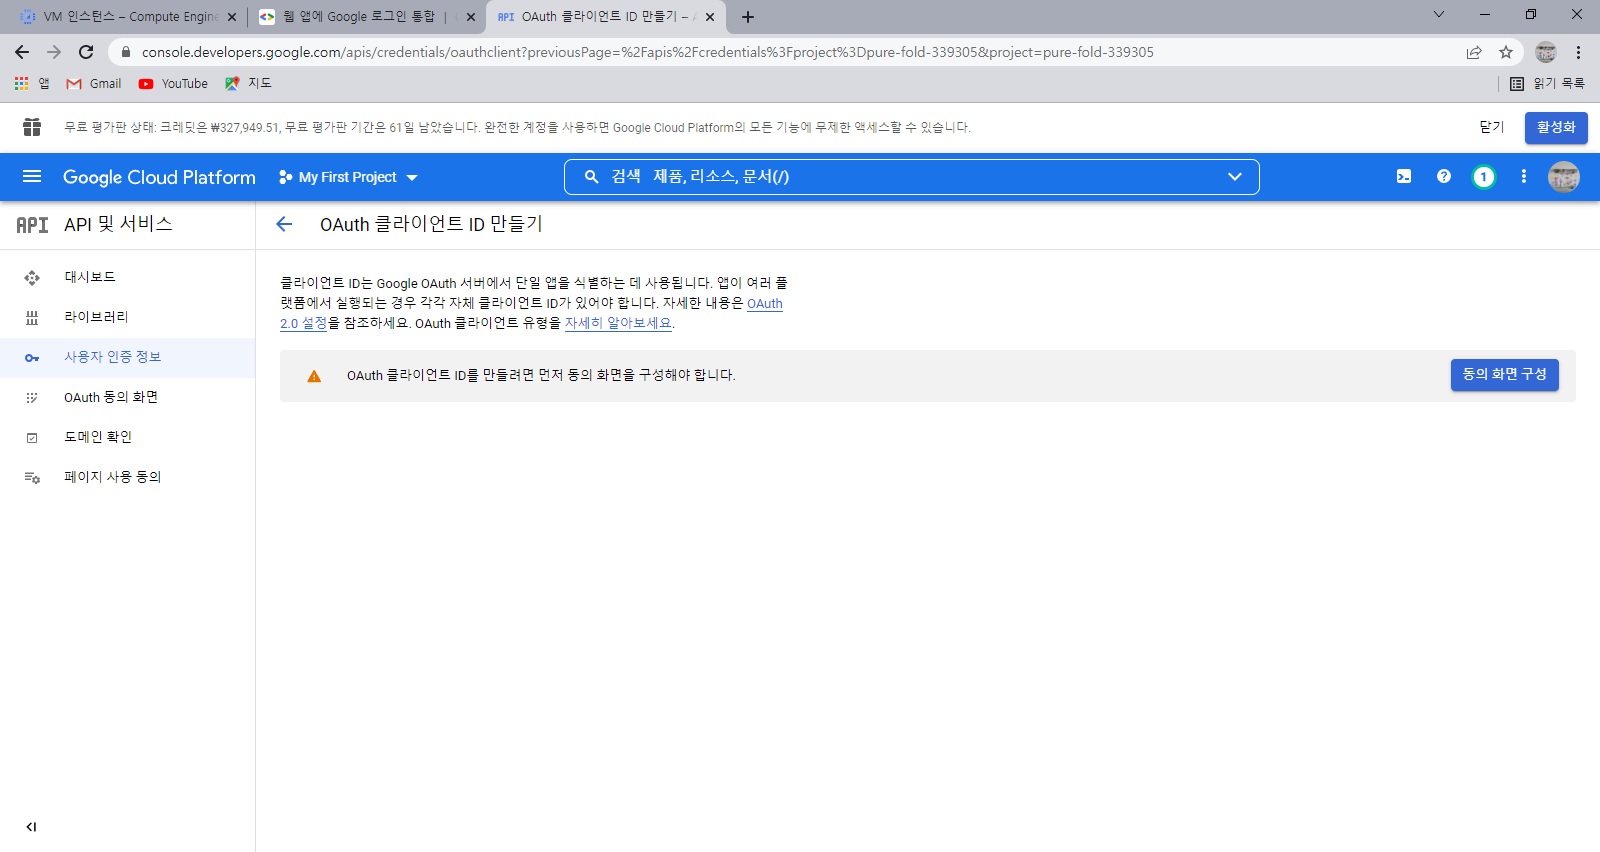 VM 인스턴스 – Compute Engine
웹 앱에 Google 로그인 통합 |
API OAuth 클라이언트 ID 만들기 –
console.developers.google.com/apis/credentials/oauthclient?previousPage=%2Fapis%2Fcredentials%3Fproject%3Dpure-fold-339305&project=pure-fold-339305
앱 Gmail YouTube 지도 읽기 목록
무료 평가판 상태: 크레딧은 ₩327,949.51, 무료 평가판 기간은 61일 남았습니다. 완전한 계정을 사용하면 Google Cloud Platform의 모든 기능에 무제한 액세스할 수 있습니다. 닫기 활성화
Google Cloud Platform My First Project 검색 제품, 리소스, 문서(/) 1
API API 및 서비스
OAuth 클라이언트 ID 만들기
대시보드
라이브러리
사용자 인증 정보
OAuth 동의 화면
도메인 확인
페이지 사용 동의
클라이언트 ID는 Google OAuth 서버에서 단일 앱을 식별하는 데 사용됩니다. 앱이 여러 플
랫폼에서 실행되는 경우 각각 자체 클라이언트 ID가 있어야 합니다. 자세한 내용은 OAuth
2.0 설정을 참조하세요. OAuth 클라이언트 유형을 자세히 알아보세요.
OAuth 클라이언트 ID를 만들려면 먼저 동의 화면을 구성해야 합니다. 동의 화면 구성